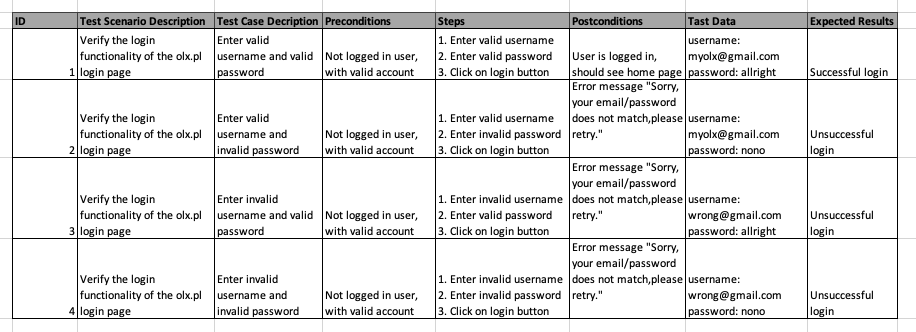 ID Test Scenario Description Test Case Decription Preconditions Steps Postconditions Tast Data Expected Results
1
Verify the login
functionality of the olx.pl
login page
Enter valid
username and valid
password
Not logged in user,
with valid account
1. Enter valid username
2. Enter valid password
3. Click on login button
User is logged in,
should see home page
username:
myolx@gmail.com
password: allright
Successful login
2
Verify the login
functionality of the olx.pl
login page
Enter valid
username and
invalid password
Not logged in user,
with valid account
1. Enter valid username
2. Enter invalid password
3. Click on login button
Error message "Sorry,
your email/password
does not match,please
retry."
username:
myolx@gmail.com
password: nono
Unsuccessful
login
3
Verify the login
functionality of the olx.pl
login page
Enter invalid
username and valid
password
Not logged in user,
with valid account
1. Enter invalid username
2. Enter valid password
3. Click on login button
Error message "Sorry,
your email/password
does not match,please
retry."
username:
wrong@gmail.com
password: allright
Unsuccessful
login
4
Verify the login
functionality of the olx.pl
login page
Enter invalid
username and
invalid password
Not logged in user,
with valid account
1. Enter invalid username
2. Enter invalid password
3. Click on login button
Error message "Sorry,
your email/password
does not match,please
retry."
username:
wrong@gmail.com
password: nono
Unsuccessful
login